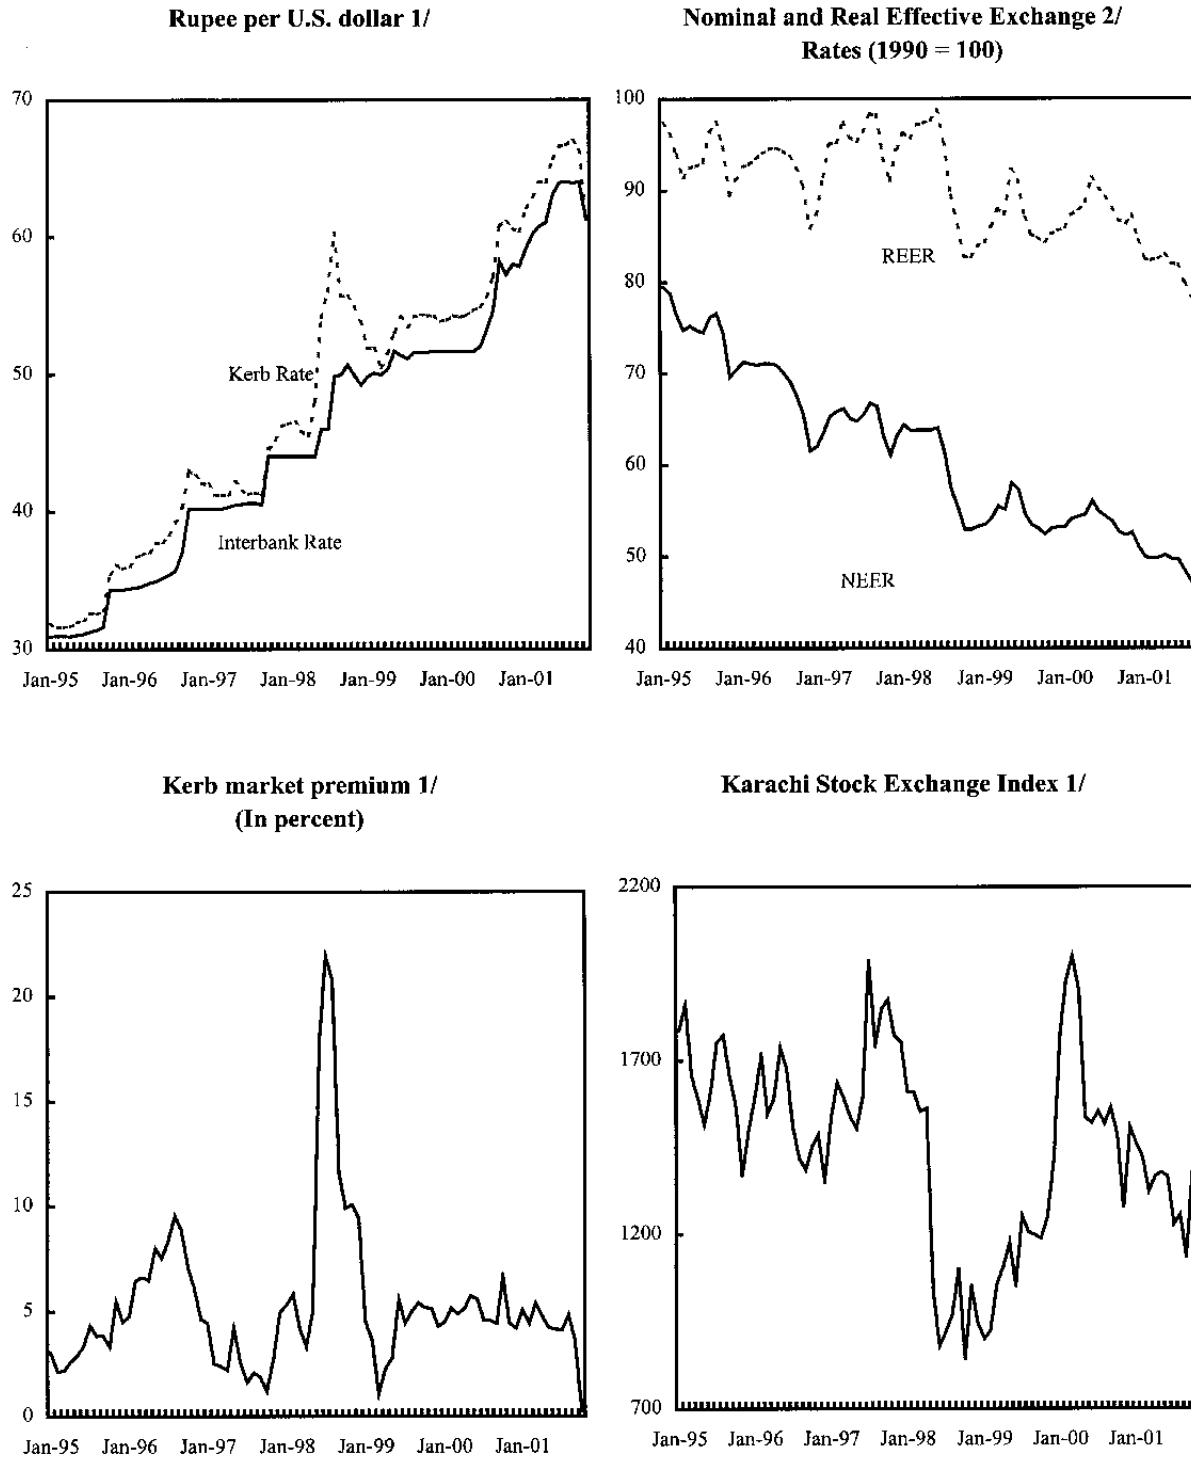 Rupee per U.S. dollar 1/
70
60
50
40
30
Kerb Rate
Interbank Rate
Jan-95 Jan-96 Jan-97 Jan-98 Jan-99 Jan-00 Jan-01
Nominal and Real Effective Exchange 2/
Rates (1990 = 100)
100
90
80
70
60
50
40
REER
NEER
Jan-95 Jan-96 Jan-97 Jan-98 Jan-99 Jan-00 Jan-01
Kerb market premium 1/
(In percent)
25
20
15
10
5
0
Jan-95 Jan-96 Jan-97 Jan-98 Jan-99 Jan-00 Jan-01
Karachi Stock Exchange Index 1/
2200
1700
1200
700
Jan-95 Jan-96 Jan-97 Jan-98 Jan-99 Jan-00 Jan-01